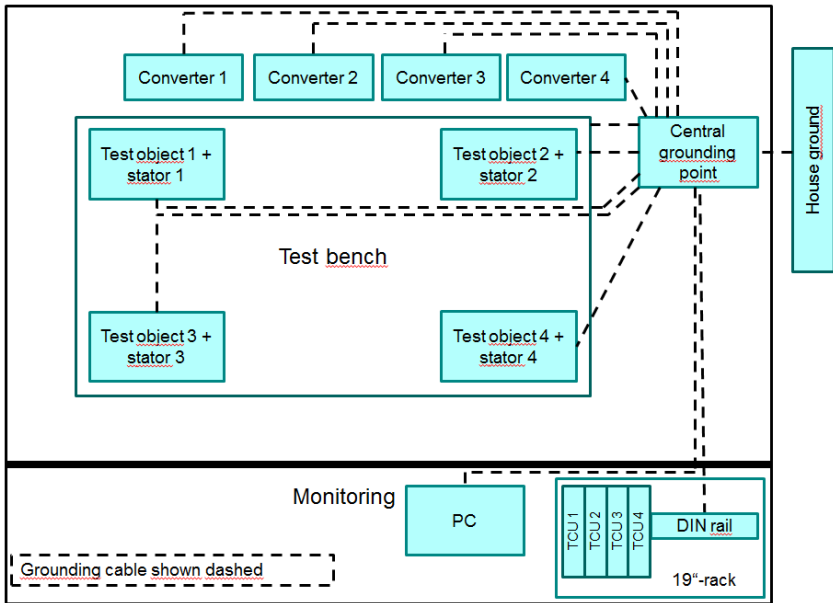 Converter 1
Converter 2
Converter 3
Converter 4
Test object 1 +
stator 1
Test object 2 +
stator 2
Central
grounding
point
House ground
Test bench
Test object 3 +
stator 3
Test object 4 +
stator 4
Monitoring
PC
TCU 1
TCU 2
TCU 3
TCU 4
DIN rail
19“-rack
Grounding cable shown dashed